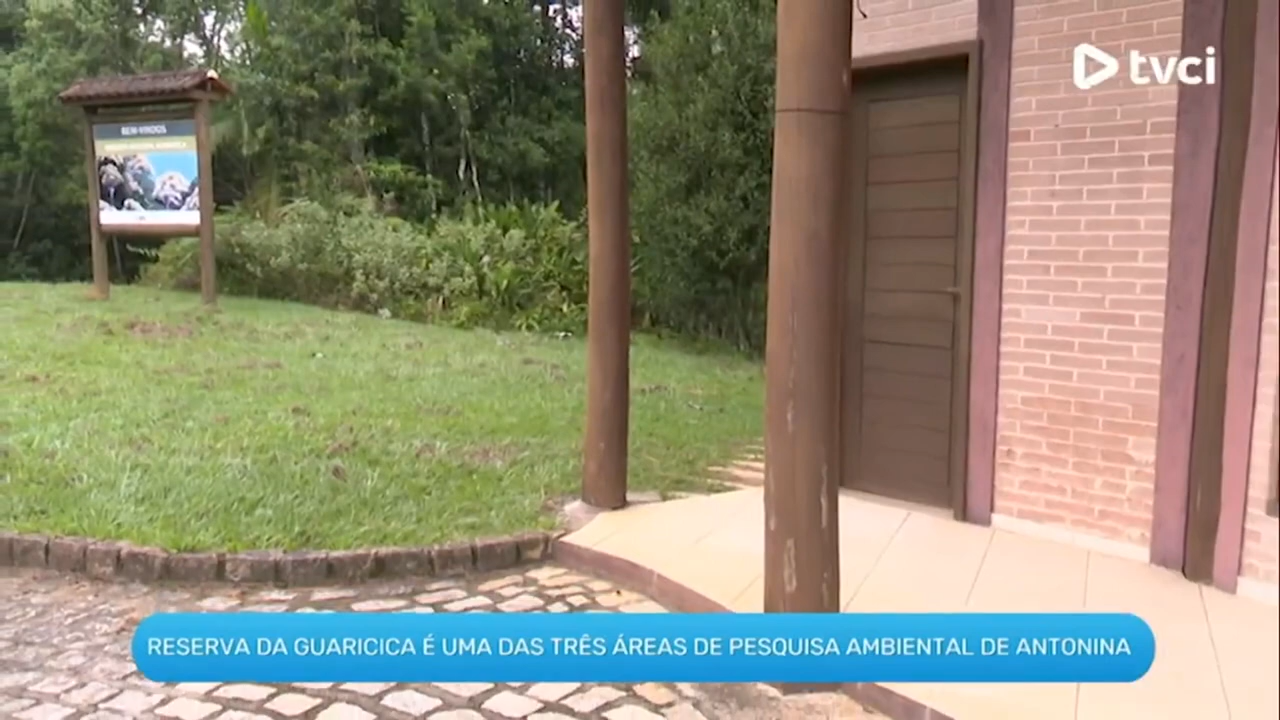 tvci
BEM-VINDOS
RESERVA DA GUARICICA É UMA DAS TRÊS ÁREAS DE PESQUISA AMBIENTAL DE ANTONINA